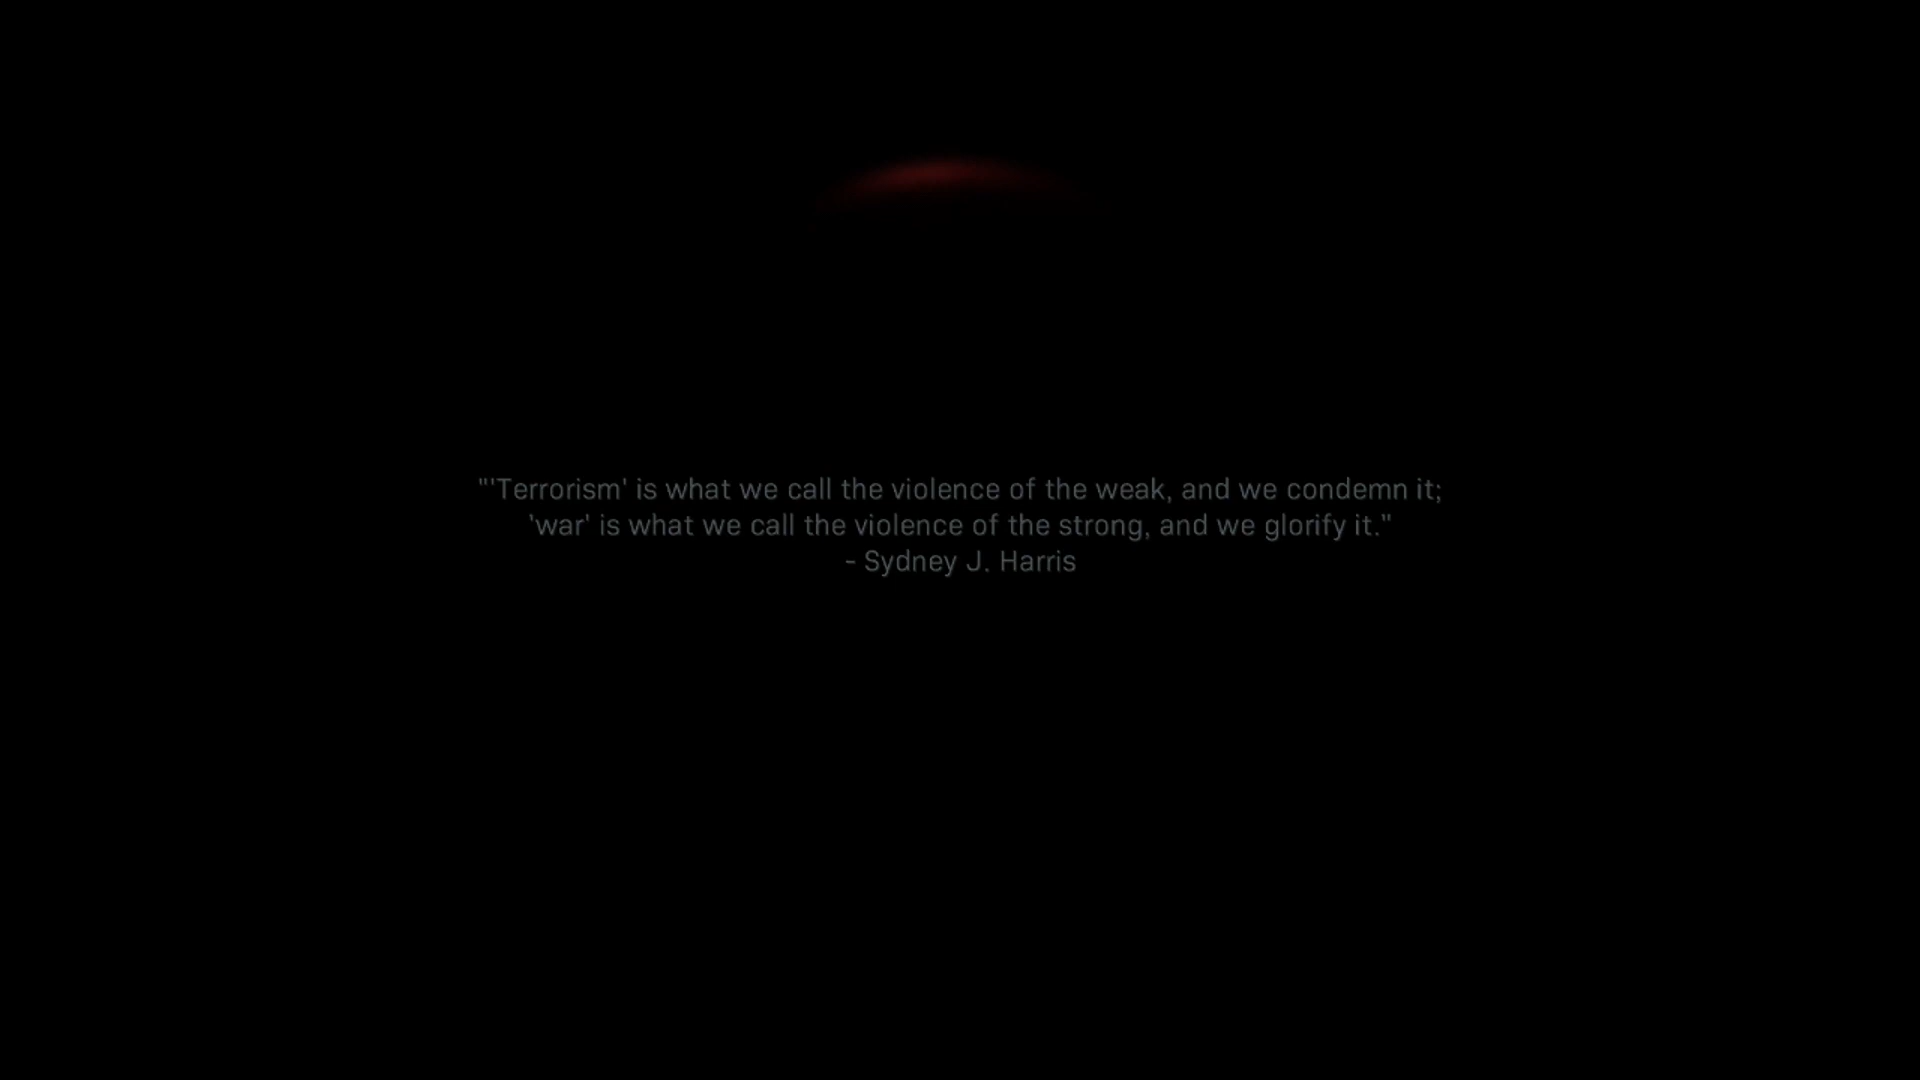 "'Terrorism' is what we call the violence of the weak, and we condemn it;
'war' is what we call the violence of the strong, and we glorify it."
- Sydney J. Harris